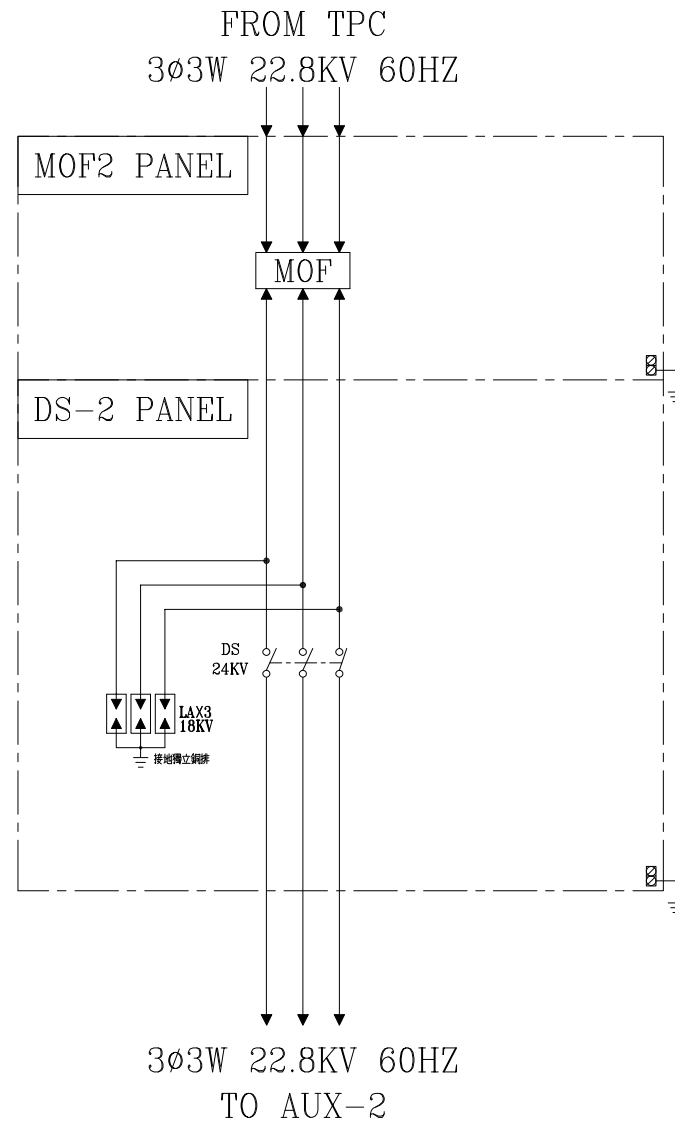 FROM TPC
3ø3W 22.8KV 60HZ
MOF2 PANEL
MOF
DS-2 PANEL
DS
24KV
LAX3
18KV
接地獨立銅排
3ø3W 22.8KV 60HZ
TO AUX-2